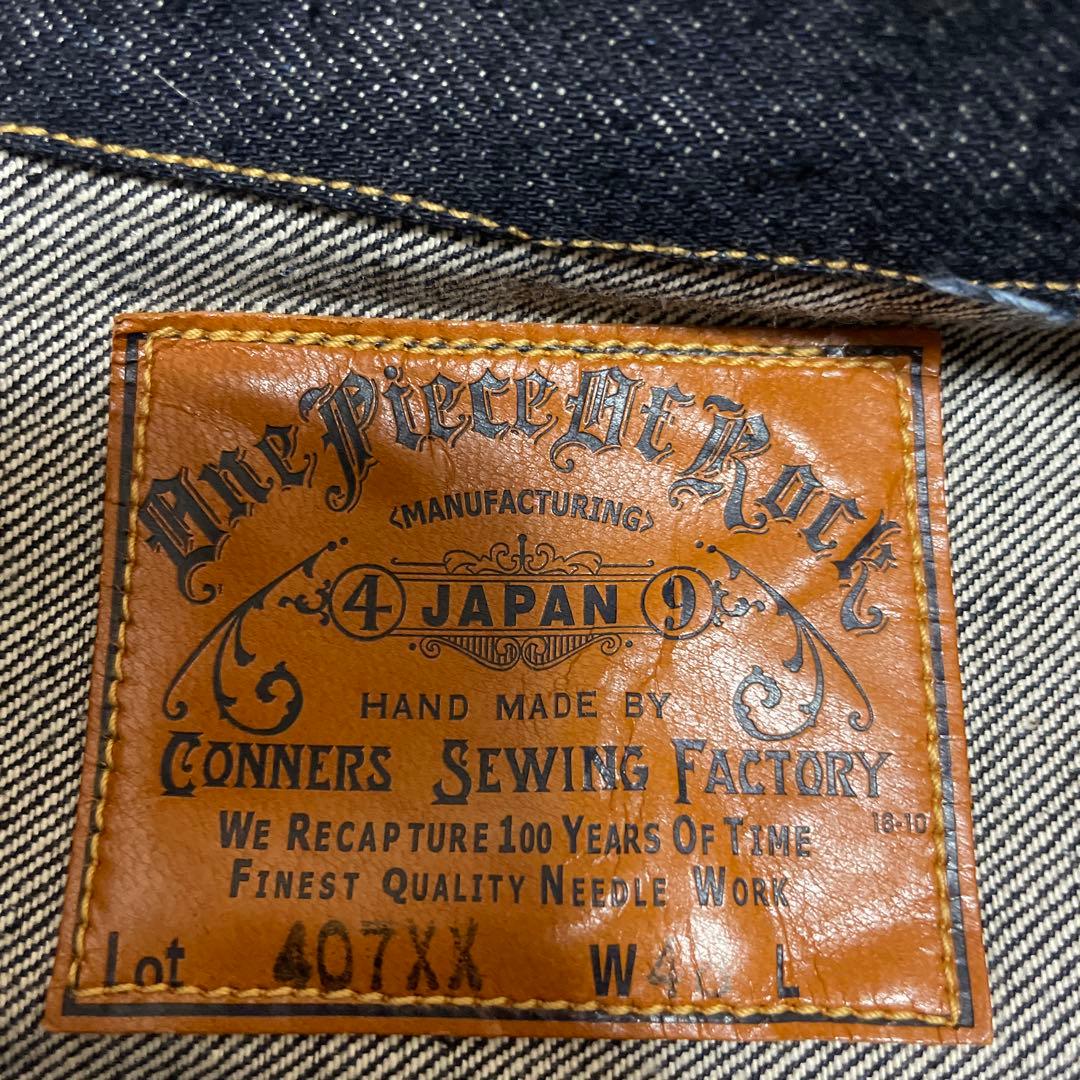 One Piece Of Rock
<MANUFACTURING>
4 JAPAN 9
HAND MADE BY
CONNERS SEWING FACTORY
WE RECAPTURE 100 YEARS OF TIME 18-10
FINEST QUALITY NEEDLE WORK
Lot 407XX W L